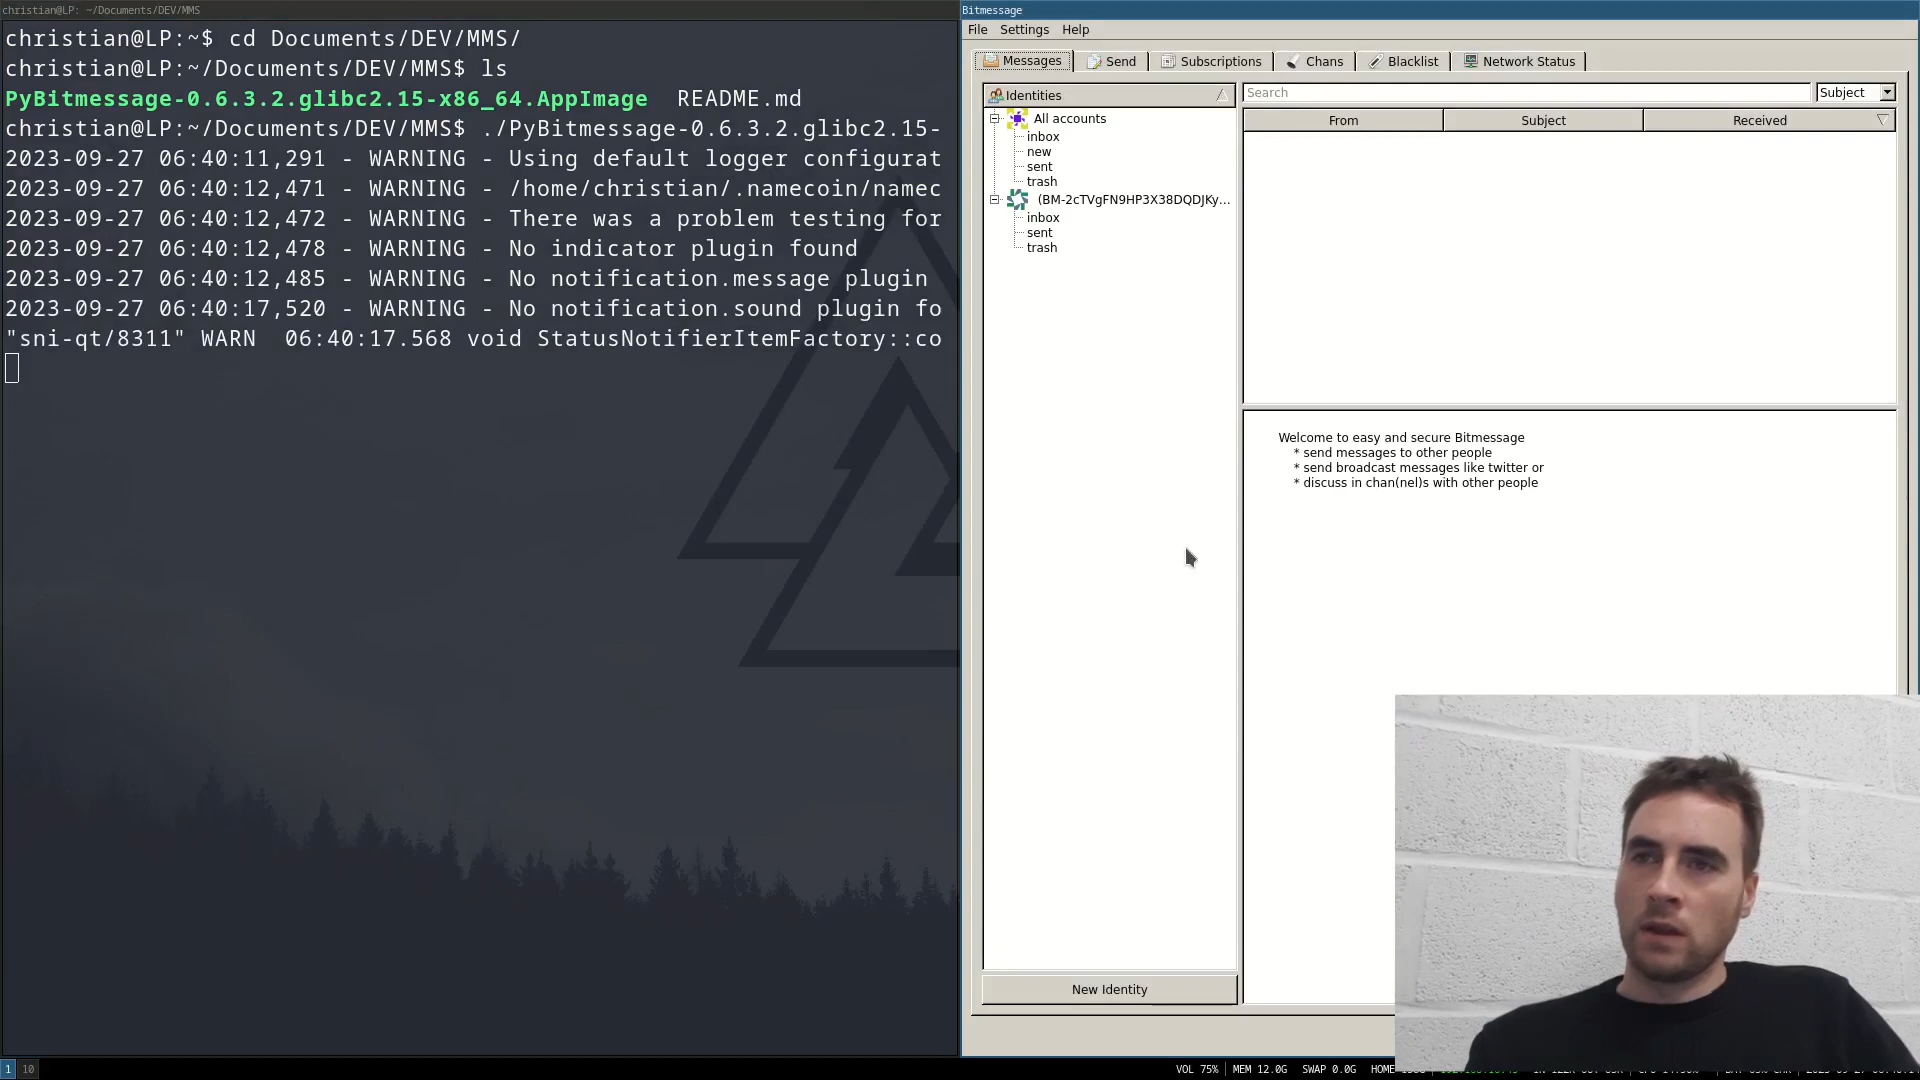 christian@LP: ~/Documents/DEV/MMS
christian@LP:~$ cd Documents/DEV/MMS/
christian@LP:~/Documents/DEV/MMS$ ls
PyBitmessage-0.6.3.2.glibc2.15-x86_64.AppImage  README.md
christian@LP:~/Documents/DEV/MMS$ ./PyBitmessage-0.6.3.2.glibc2.15-
2023-09-27 06:40:11,291 - WARNING - Using default logger configurat
2023-09-27 06:40:12,471 - WARNING - /home/christian/.namecoin/namec
2023-09-27 06:40:12,472 - WARNING - There was a problem testing for
2023-09-27 06:40:12,478 - WARNING - No indicator plugin found
2023-09-27 06:40:12,485 - WARNING - No notification.message plugin
2023-09-27 06:40:17,520 - WARNING - No notification.sound plugin fo
"sni-qt/8311" WARN  06:40:17.568 void StatusNotifierItemFactory::co
Bitmessage
File Settings Help
Messages Send Subscriptions Chans Blacklist Network Status
Identities
All accounts
inbox
new
sent
trash
(BM-2cTVgFN9HP3X38DQDJKy...
inbox
sent
trash
New Identity
Search Subject
From Subject Received
Welcome to easy and secure Bitmessage
* send messages to other people
* send broadcast messages like twitter or
* discuss in chan(nel)s with other people
1 10
VOL 75% | MEM 12.0G SWAP 0.0G HOME